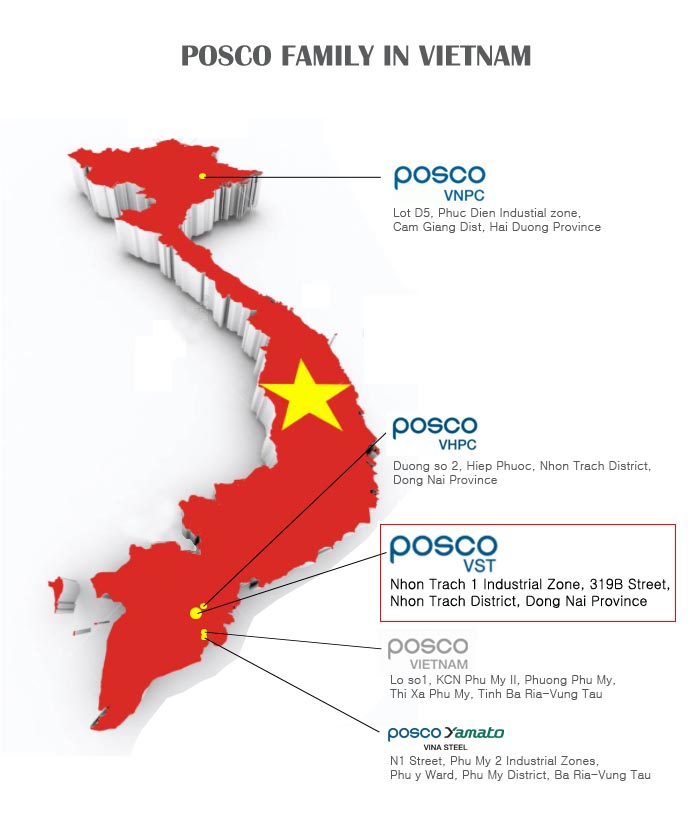 POSCO FAMILY IN VIETNAM
posco
VNPC
Lot D5, Phuc Dien Industial zone,
Cam Giang Dist, Hai Duong Province
posco
VHPC
Duong so 2, Hiep Phuoc, Nhon Trach District,
Dong Nai Province
posco
VST
Nhon Trach 1 Industrial Zone, 319B Street,
Nhon Trach District, Dong Nai Province
posco
VIETNAM
Lo so1, KCN Phu My II, Phuong Phu My,
Thi Xa Phu My, Tinh Ba Ria-Vung Tau
posco Yamato
VINA STEEL
N1 Street, Phu My 2 Industrial Zones,
Phu y Ward, Phu My District, Ba Ria-Vung Tau